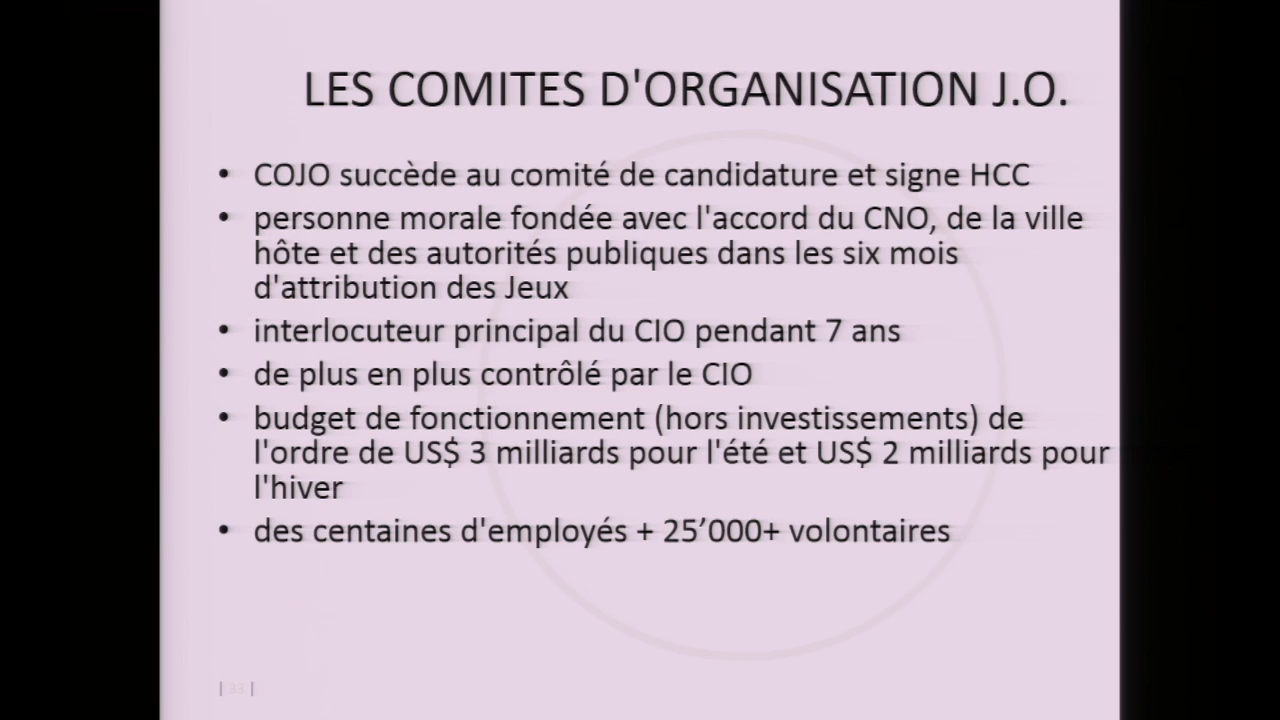 LES COMITES D'ORGANISATION J.O.
• COJO succède au comité de candidature et signe HCC
• personne morale fondée avec l'accord du CNO, de la ville
hôte et des autorités publiques dans les six mois
d'attribution des Jeux
• interlocuteur principal du CIO pendant 7 ans
• de plus en plus contrôlé par le CIO
• budget de fonctionnement (hors investissements) de
l'ordre de US$ 3 milliards pour l'été et US$ 2 milliards pour
l'hiver
• des centaines d'employés + 25’000+ volontaires
| 33 |